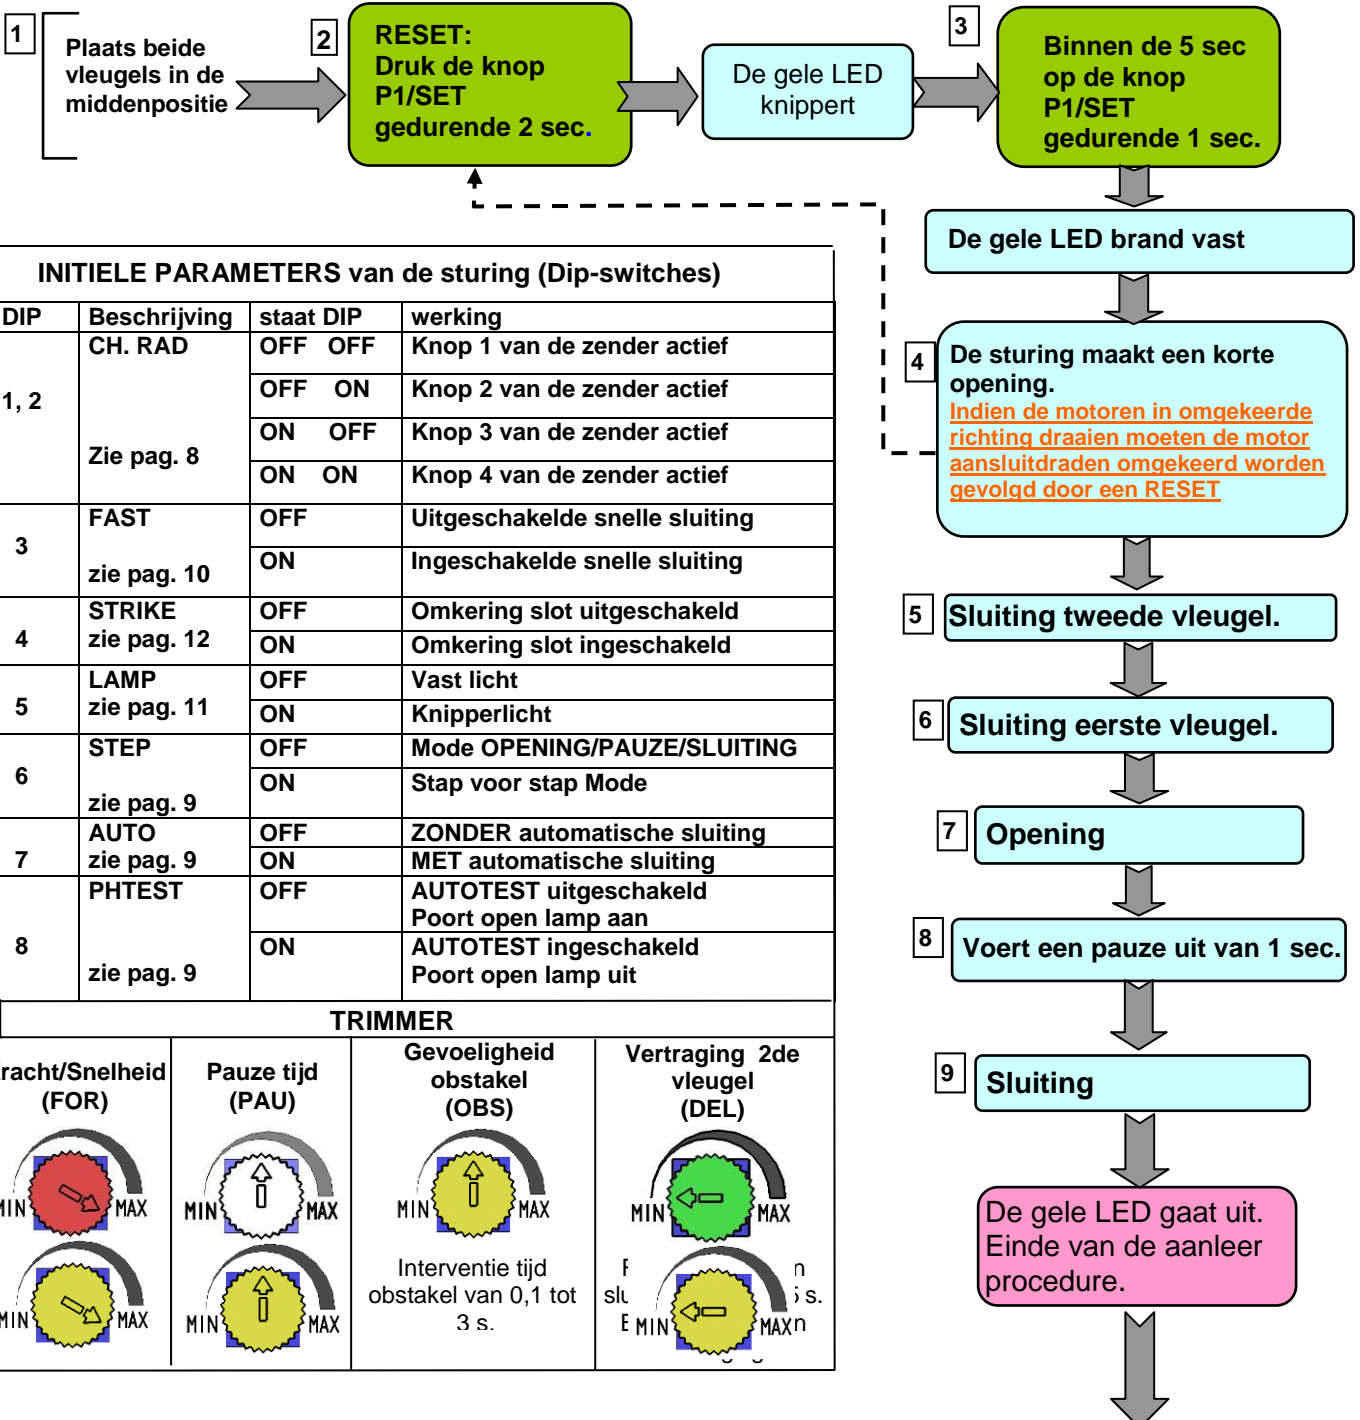 1
Plaats beide
vleugels in de
middenpositie
2
RESET:
Druk de knop
P1/SET
gedurende 2 sec.
De gele LED
knippert
3
Binnen de 5 sec
op de knop
P1/SET
gedurende 1 sec.
De gele LED brand vast
4
De sturing maakt een korte
opening.
Indien de motoren in omgekeerde
richting draaien moeten de motor
aansluitdraden omgekeerd worden
gevolgd door een RESET
5
Sluiting tweede vleugel.
6
Sluiting eerste vleugel.
7
Opening
8
Voert een pauze uit van 1 sec.
9
Sluiting
De gele LED gaat uit.
Einde van de aanleer
procedure.
INITIELE PARAMETERS van de sturing (Dip-switches)
DIP Beschrijving staat DIP werking
1, 2
CH. RAD
Zie pag. 8
OFF OFF Knop 1 van de zender actief
OFF ON Knop 2 van de zender actief
ON OFF Knop 3 van de zender actief
ON ON Knop 4 van de zender actief
3
FAST
zie pag. 10
OFF Uitgeschakelde snelle sluiting
ON Ingeschakelde snelle sluiting
4
STRIKE
zie pag. 12
OFF Omkering slot uitgeschakeld
ON Omkering slot ingeschakeld
5
LAMP
zie pag. 11
OFF Vast licht
ON Knipperlicht
6
STEP
zie pag. 9
OFF Mode OPENING/PAUZE/SLUITING
ON Stap voor stap Mode
7
AUTO
zie pag. 9
OFF ZONDER automatische sluiting
ON MET automatische sluiting
8
PHTEST
zie pag. 9
OFF AUTOTEST uitgeschakeld
Poort open lamp aan
ON AUTOTEST ingeschakeld
Poort open lamp uit
TRIMMER
racht/Snelheid
(FOR)
MIN MAX
MIN MAX
Pauze tijd
(PAU)
MIN MAX
MIN MAX
Gevoeligheid
obstakel
(OBS)
MIN MAX
Interventie tijd
obstakel van 0,1 tot
3 s.
Vertraging 2de
vleugel
(DEL)
MIN MAX
s.
MIN MAX